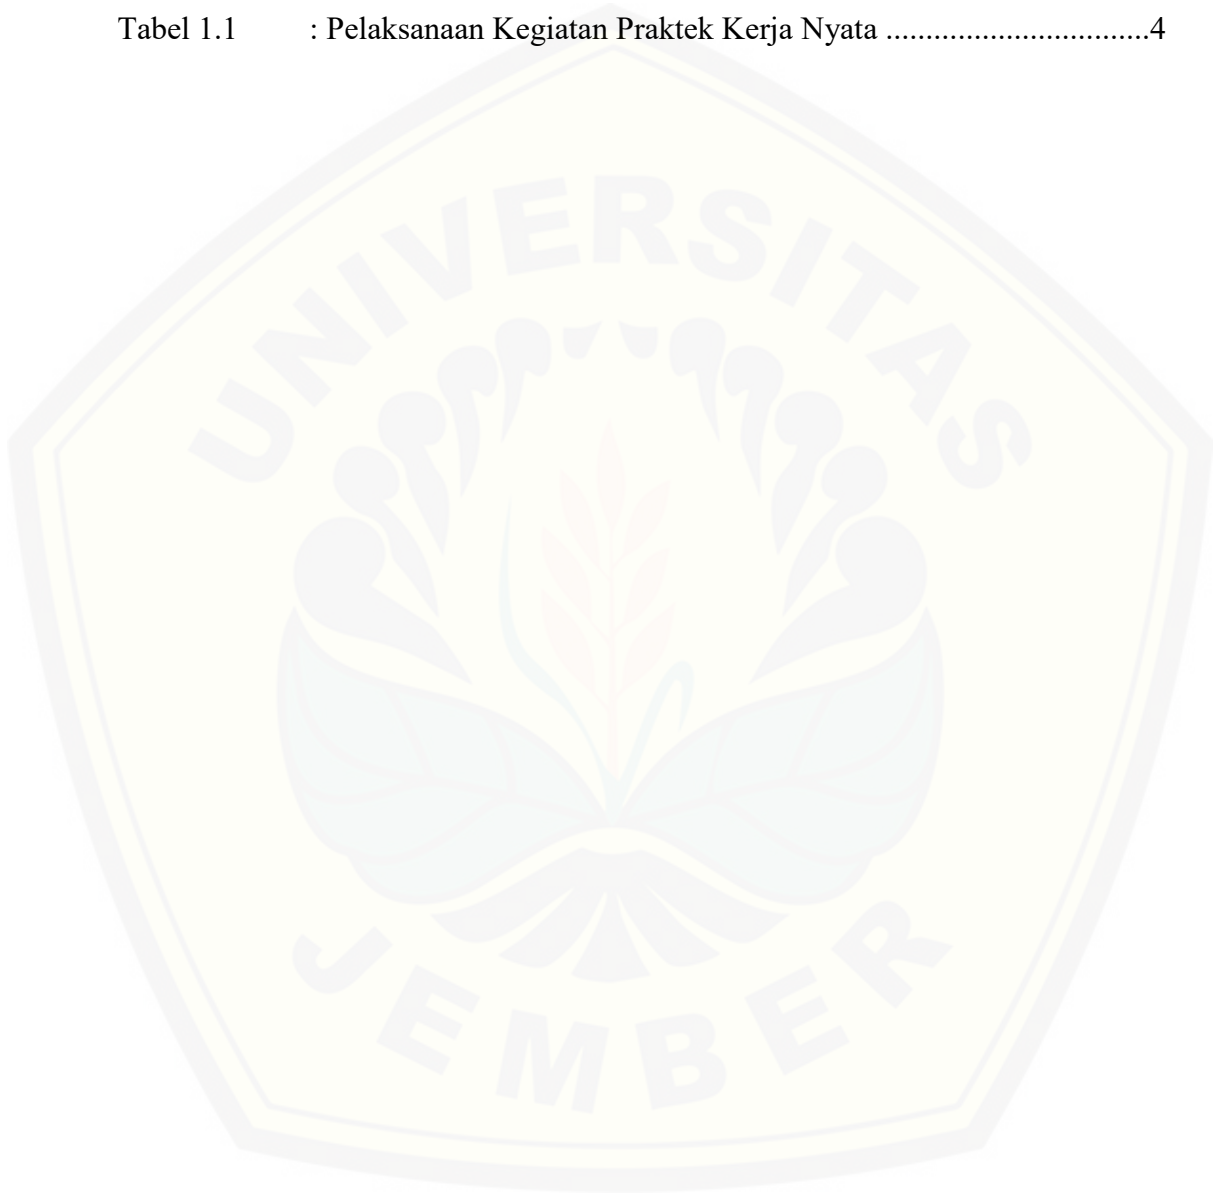 Tabel 1.1 : Pelaksanaan Kegiatan Praktek Kerja Nyata .................................4
UNIVERSITAS
JEMBER